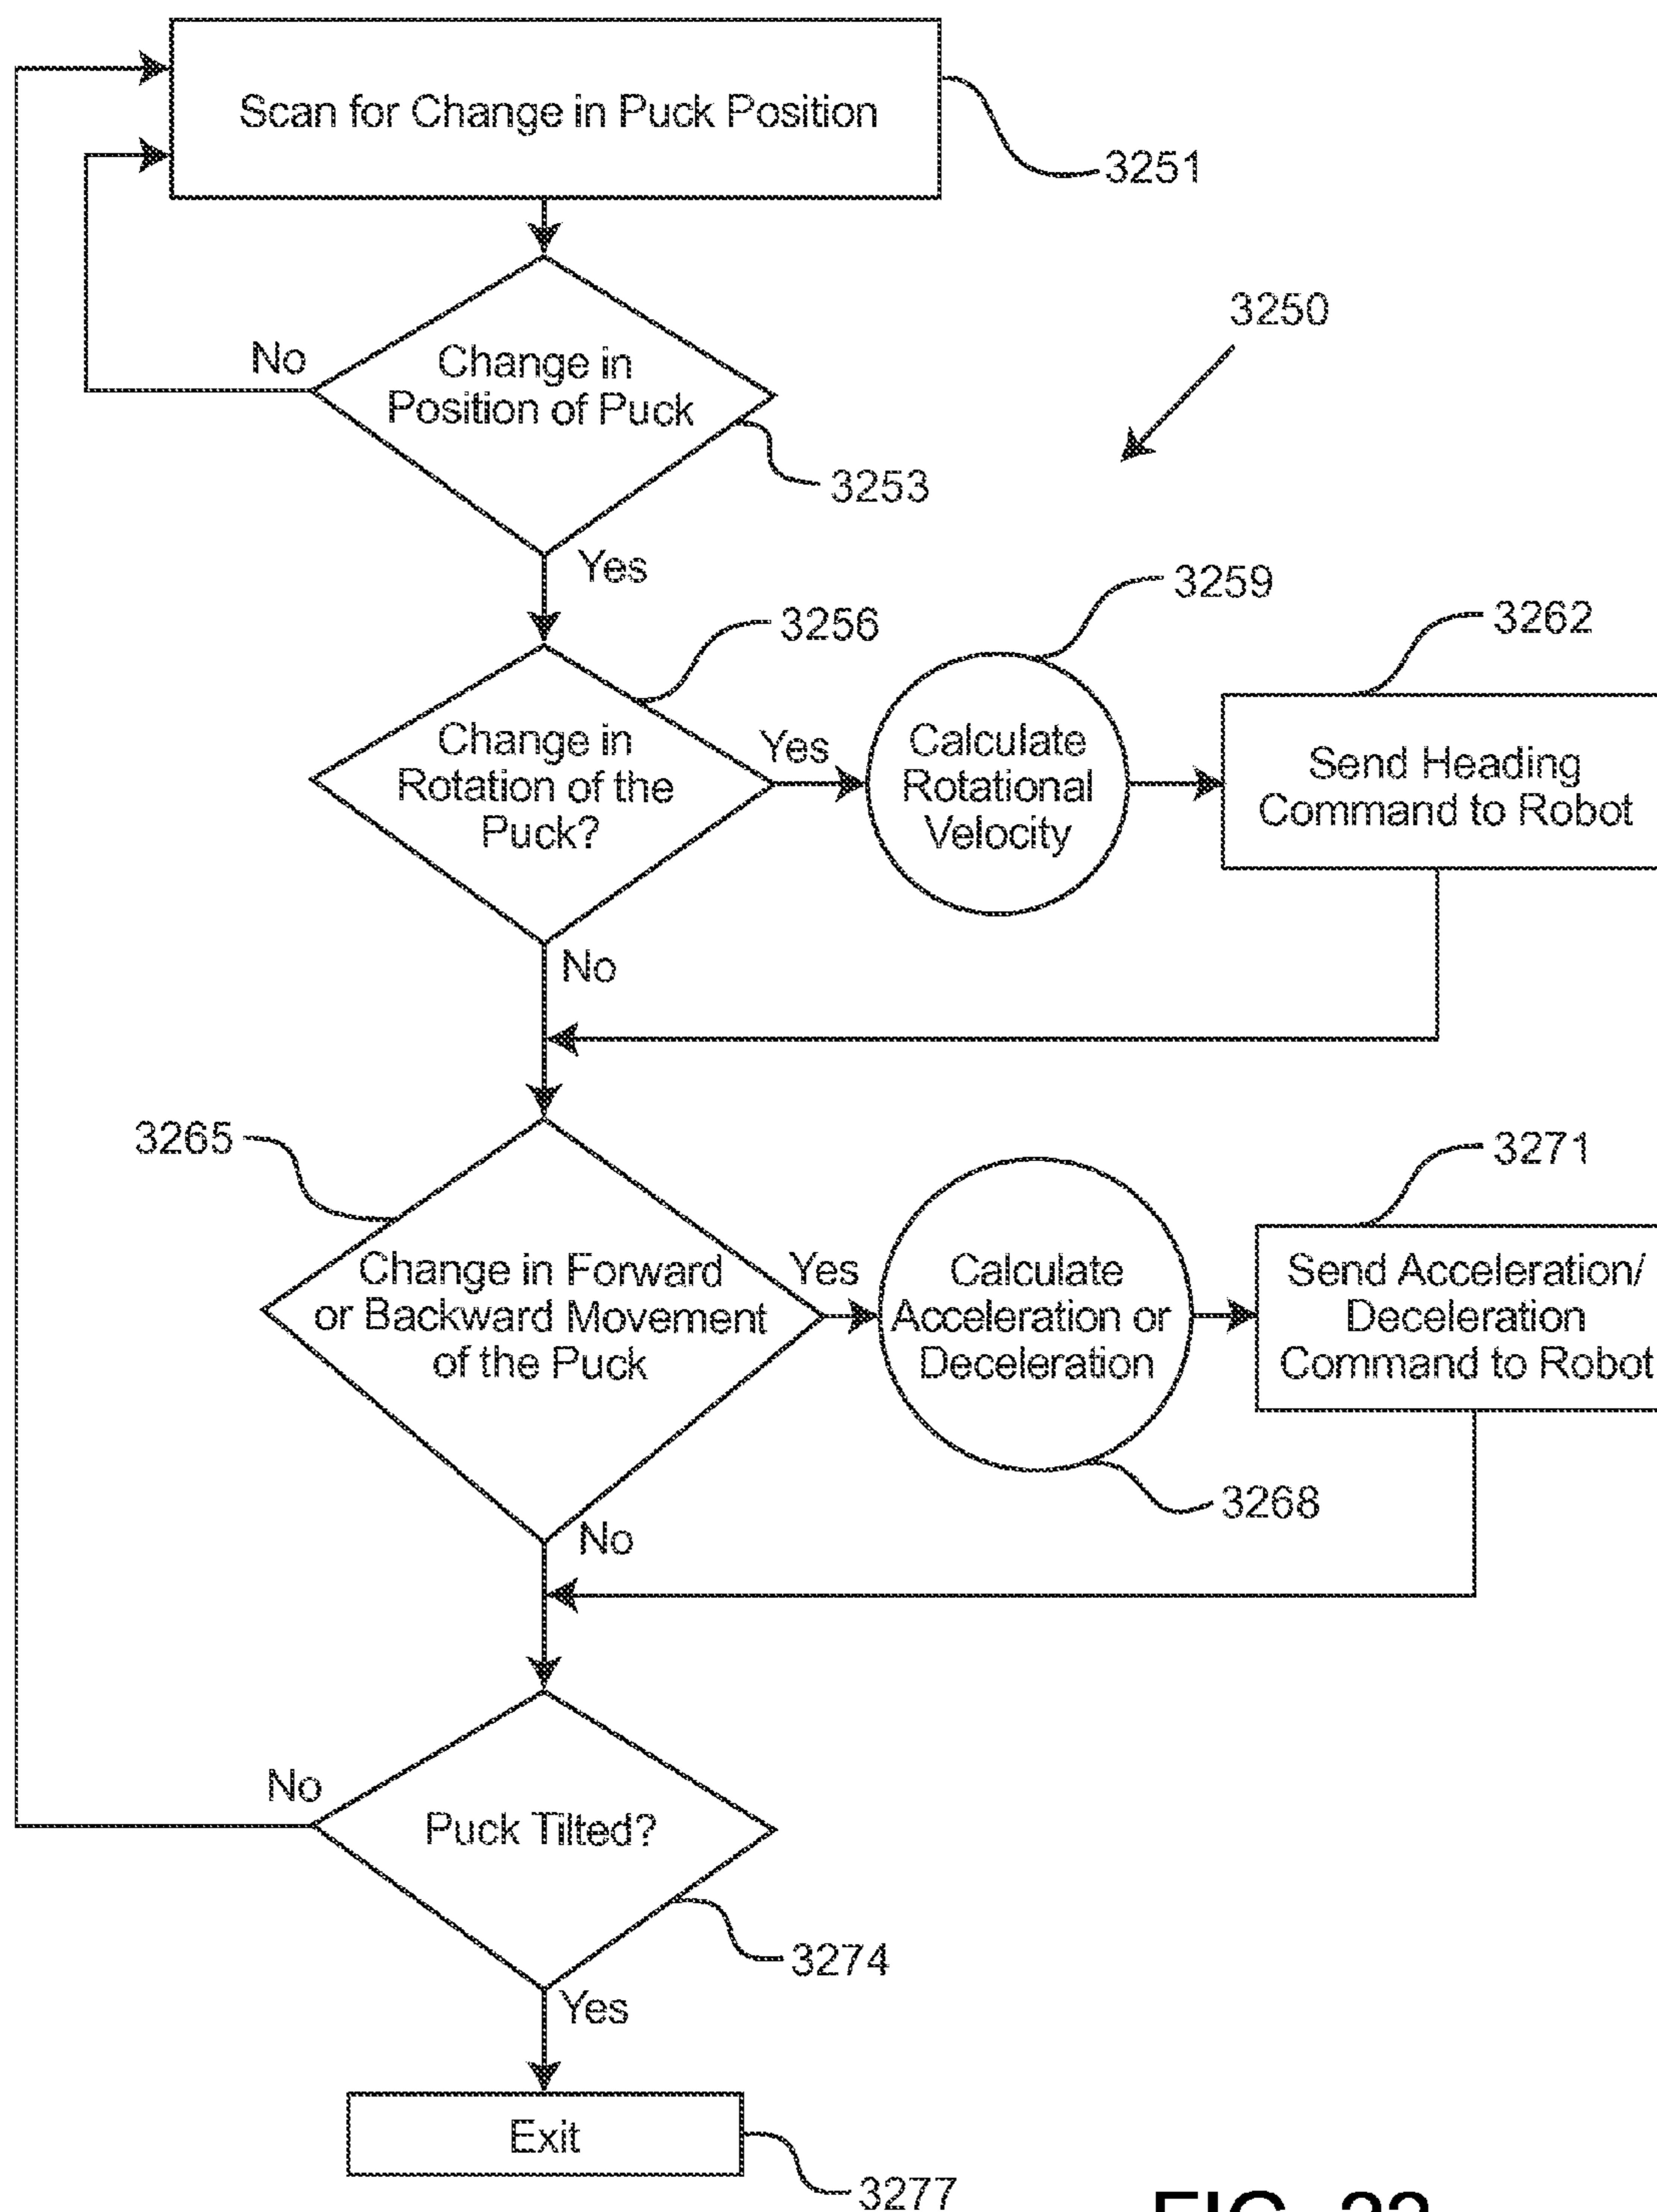 Scan for Change in Puck Position
3251
3250
No
Change in
Position of Puck
3253
Yes
3256
3259
3262
Change in
Rotation of the
Puck?
Yes
Calculate
Rotational
Velocity
Send Heading
Command to Robot
No
3265
3271
Change in Forward
or Backward Movement
of the Puck
Yes
Calculate
Acceleration or
Deceleration
Send Acceleration/
Deceleration
Command to Robot
3268
No
No
Puck Tilted?
3274
Yes
Exit
3277
FIG.